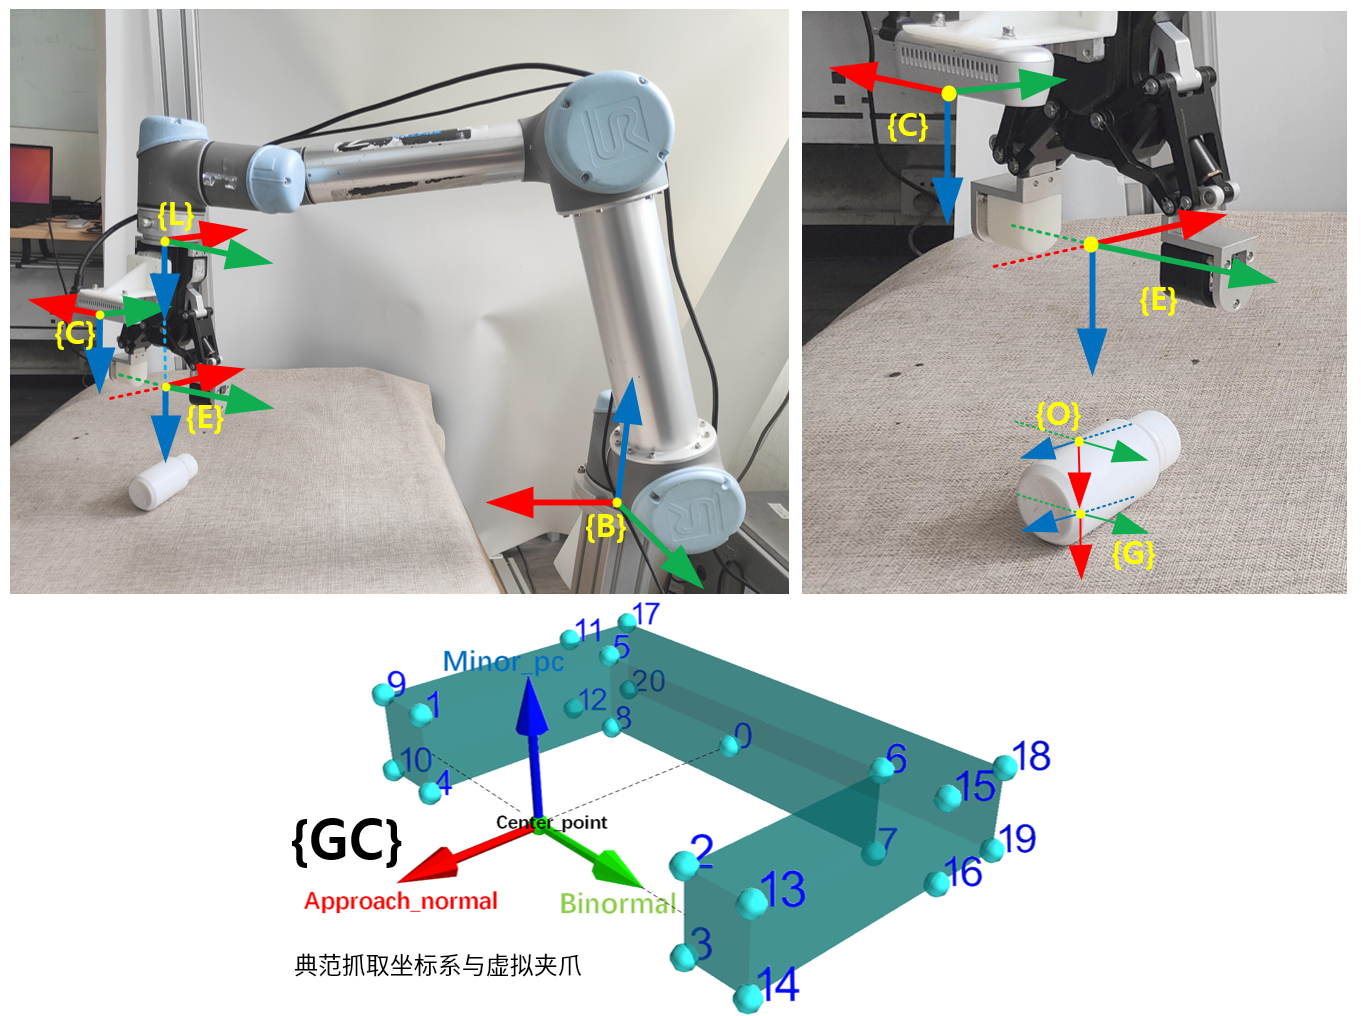 {L}
{C}
{E}
{B}
UR
UR
{C}
{E}
{O}
{G}
17
11
5
Minor_pc
9
1
20
12
8
0
10
4
6
18
15
Center_point
{GC}
2
7
19
13
16
Approach_normal
Binormal
3
14
典范抓取坐标系与虚拟夹爪